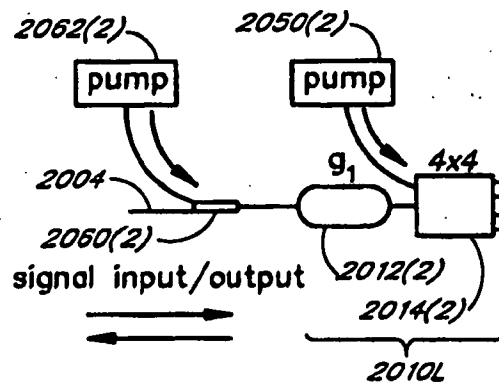 2062(2)
2050(2)
pump
pump
g1
4x4
2004
2060(2)
2012(2)
signal input/output
2014(2)
2010L